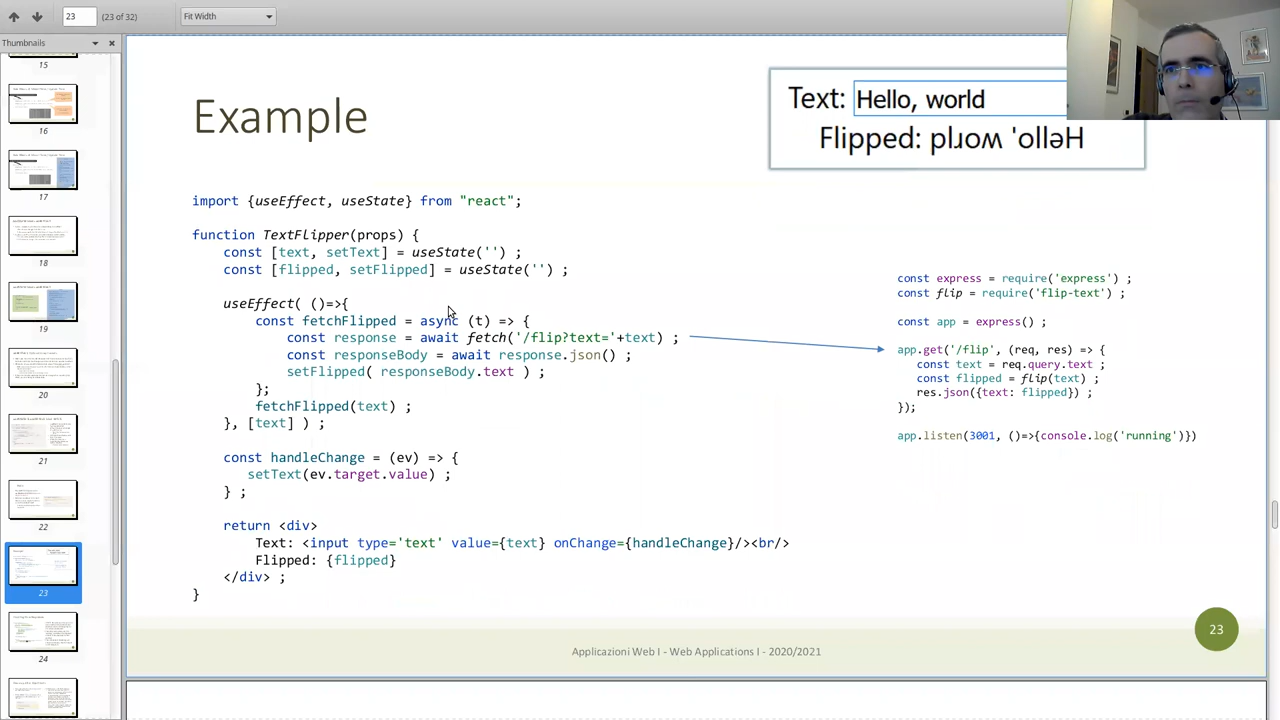 23
(23 of 32)
Fit Width
Thumbnails
15
16
17
18
19
20
21
22
23
24
Example
Text: Hello, world
Flipped: plɹoʍ 'ollǝH
import {useEffect, useState} from "react";
function TextFlipper(props) {
const [text, setText] = useState('') ;
const [flipped, setFlipped] = useState('') ;
useEffect( ()=>{
const fetchFlipped = async (t) => {
const response = await fetch('/flip?text='+text) ;
const responseBody = await response.json() ;
setFlipped( responseBody.text ) ;
};
fetchFlipped(text) ;
}, [text] ) ;
const handleChange = (ev) => {
setText(ev.target.value) ;
} ;
return <div>
Text: <input type='text' value={text} onChange={handleChange}/><br/>
Flipped: {flipped}
</div> ;
}
const express = require('express') ;
const flip = require('flip-text') ;
const app = express() ;
app.get('/flip', (req, res) => {
const text = req.query.text ;
const flipped = flip(text) ;
res.json({text: flipped}) ;
});
app.listen(3001, ()=>{console.log('running')})
Applicazioni Web I - Web Applications I - 2020/2021
23